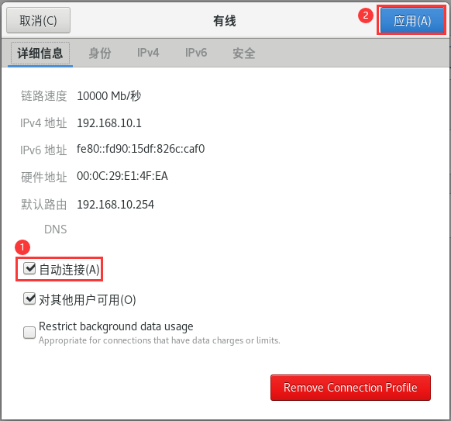 取消(C)
有线
2
应用(A)
详细信息 身份 IPv4 IPv6 安全
链路速度 10000 Mb/秒
IPv4 地址 192.168.10.1
IPv6 地址 fe80::fd90:15df:826c:caf0
硬件地址 00:0C:29:E1:4F:EA
默认路由 192.168.10.254
DNS
1
自动连接(A)
对其他用户可用(O)
Restrict background data usage
Appropriate for connections that have data charges or limits.
Remove Connection Profile